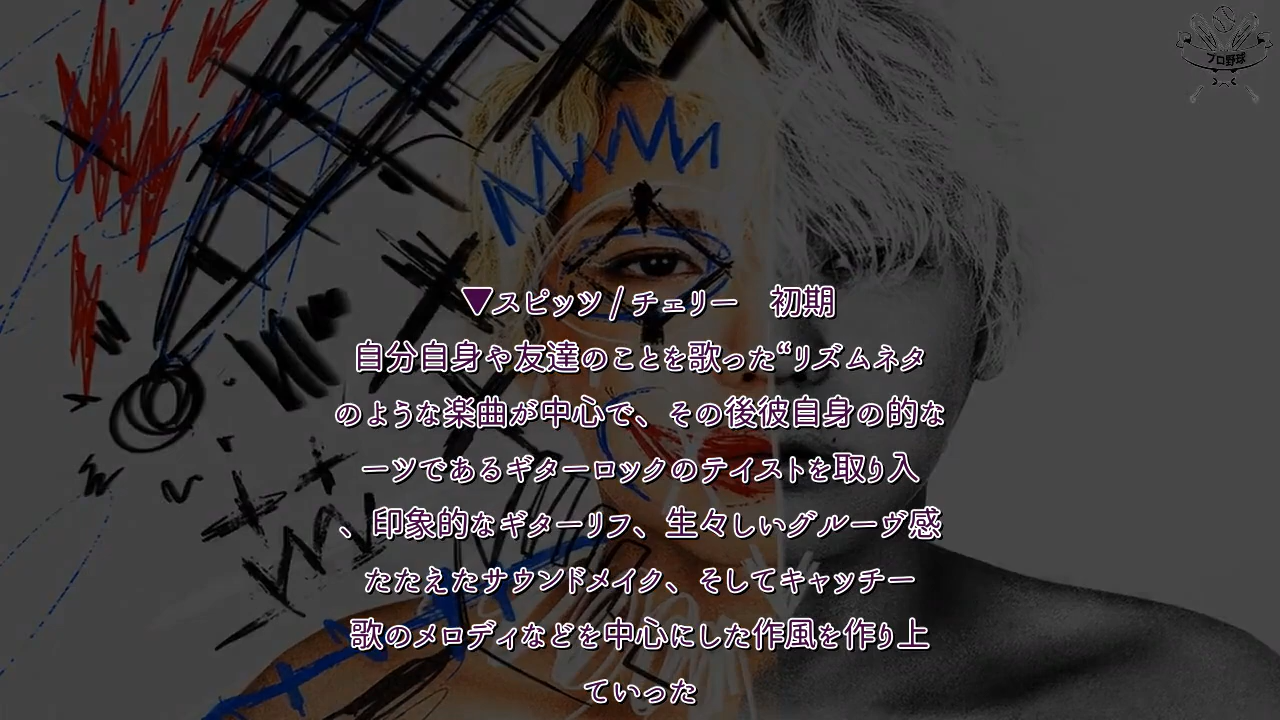 プロ野球
▼スピッツ / チェリー　初期
自分自身や友達のことを歌った“リズムネタ
のような楽曲が中心で、その後彼自身の的な
ーツであるギターロックのテイストを取り入
、印象的なギターリフ、生々しいグルーヴ感
たたえたサウンドメイク、そしてキャッチー
歌のメロディなどを中心にした作風を作り上
ていった